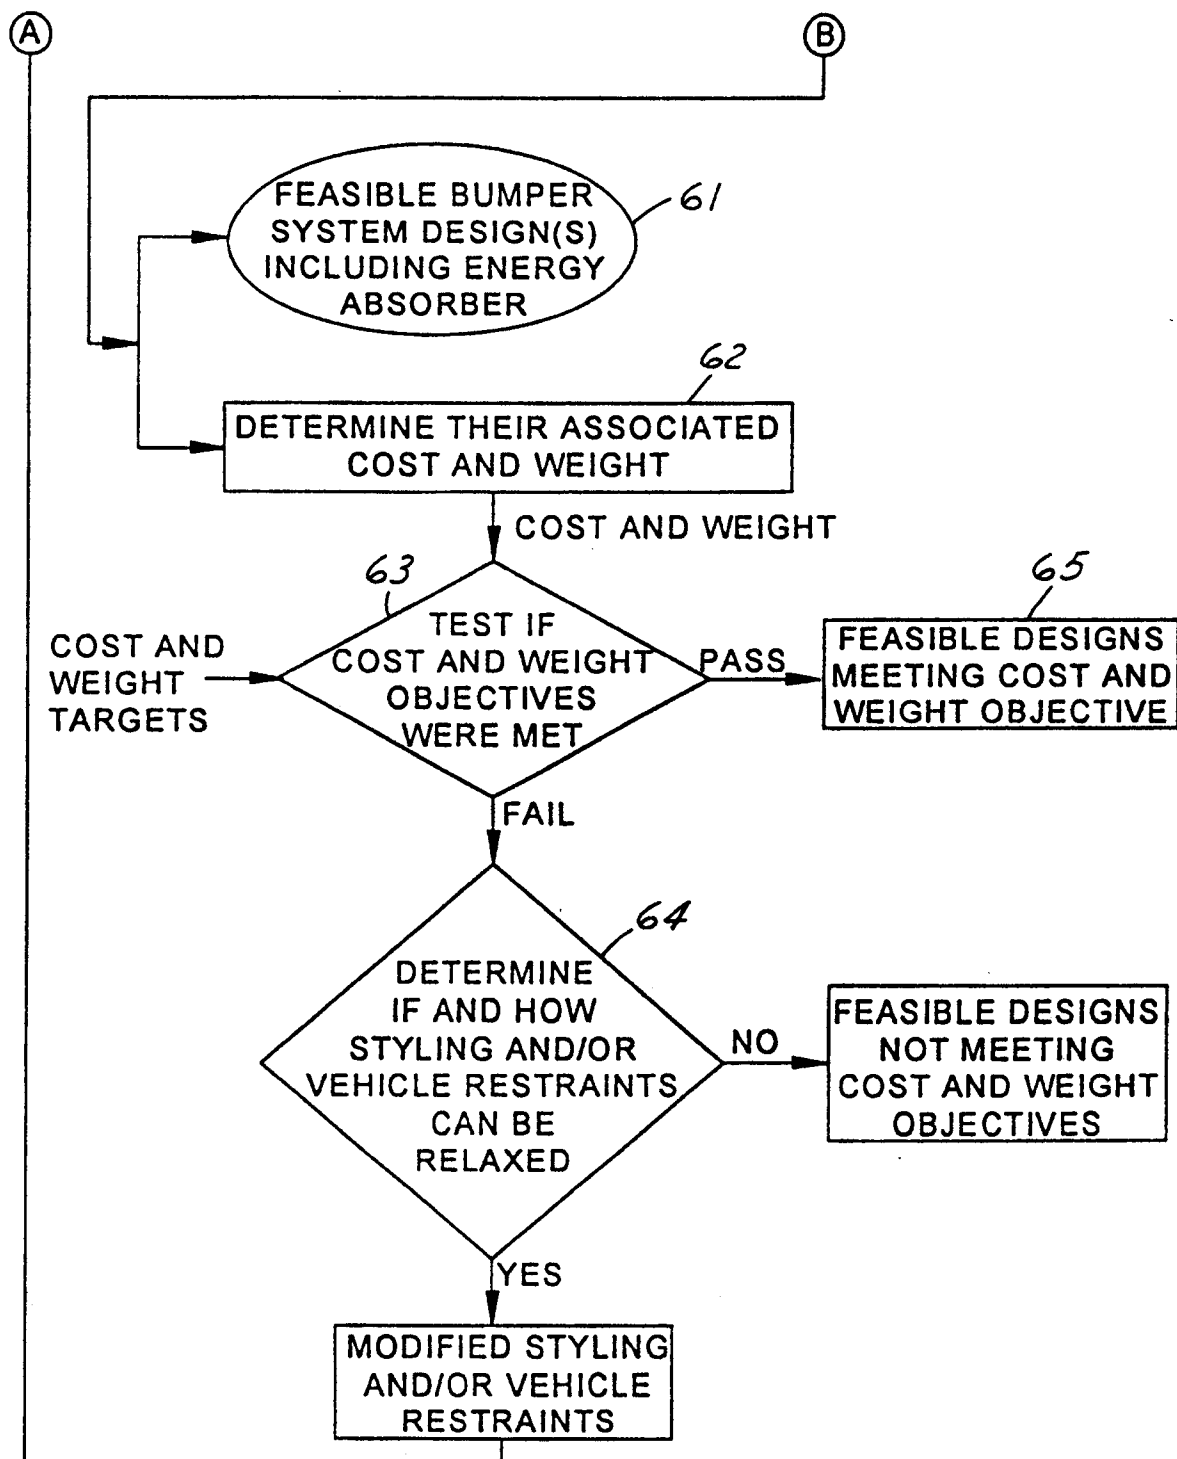 A
B
FEASIBLE BUMPER
SYSTEM DESIGN(S)
INCLUDING ENERGY
ABSORBER
61
62
DETERMINE THEIR ASSOCIATED
COST AND WEIGHT
COST AND WEIGHT
63
TEST IF
COST AND WEIGHT
OBJECTIVES
WERE MET
COST AND
WEIGHT
TARGETS
PASS
65
FEASIBLE DESIGNS
MEETING COST AND
WEIGHT OBJECTIVE
FAIL
64
DETERMINE
IF AND HOW
STYLING AND/OR
VEHICLE RESTRAINTS
CAN BE
RELAXED
NO
FEASIBLE DESIGNS
NOT MEETING
COST AND WEIGHT
OBJECTIVES
YES
MODIFIED STYLING
AND/OR VEHICLE
RESTRAINTS